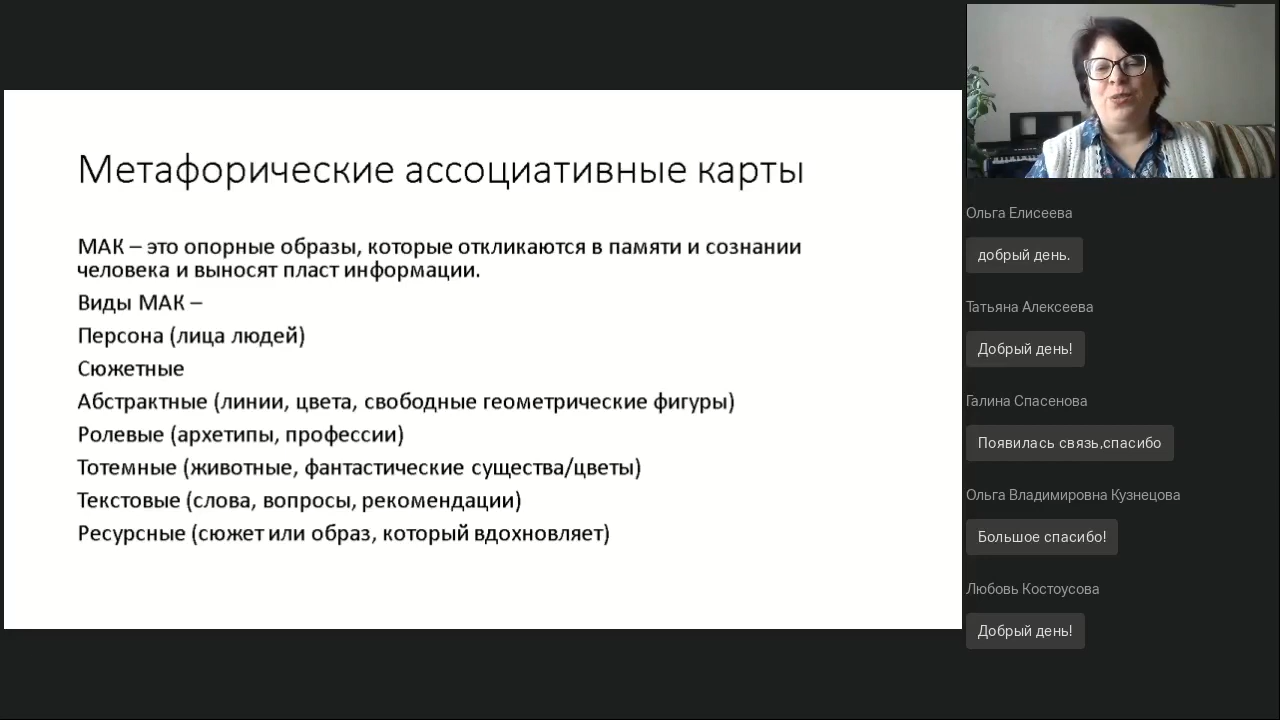 Метафорические ассоциативные карты
МАК – это опорные образы, которые откликаются в памяти и сознании
человека и выносят пласт информации.
Виды МАК –
Персона (лица людей)
Сюжетные
Абстрактные (линии, цвета, свободные геометрические фигуры)
Ролевые (архетипы, профессии)
Тотемные (животные, фантастические существа/цветы)
Текстовые (слова, вопросы, рекомендации)
Ресурсные (сюжет или образ, который вдохновляет)
Ольга Елисеева
добрый день.
Татьяна Алексеева
Добрый день!
Галина Спасенова
Появилась связь,спасибо
Ольга Владимировна Кузнецова
Большое спасибо!
Любовь Костоусова
Добрый день!